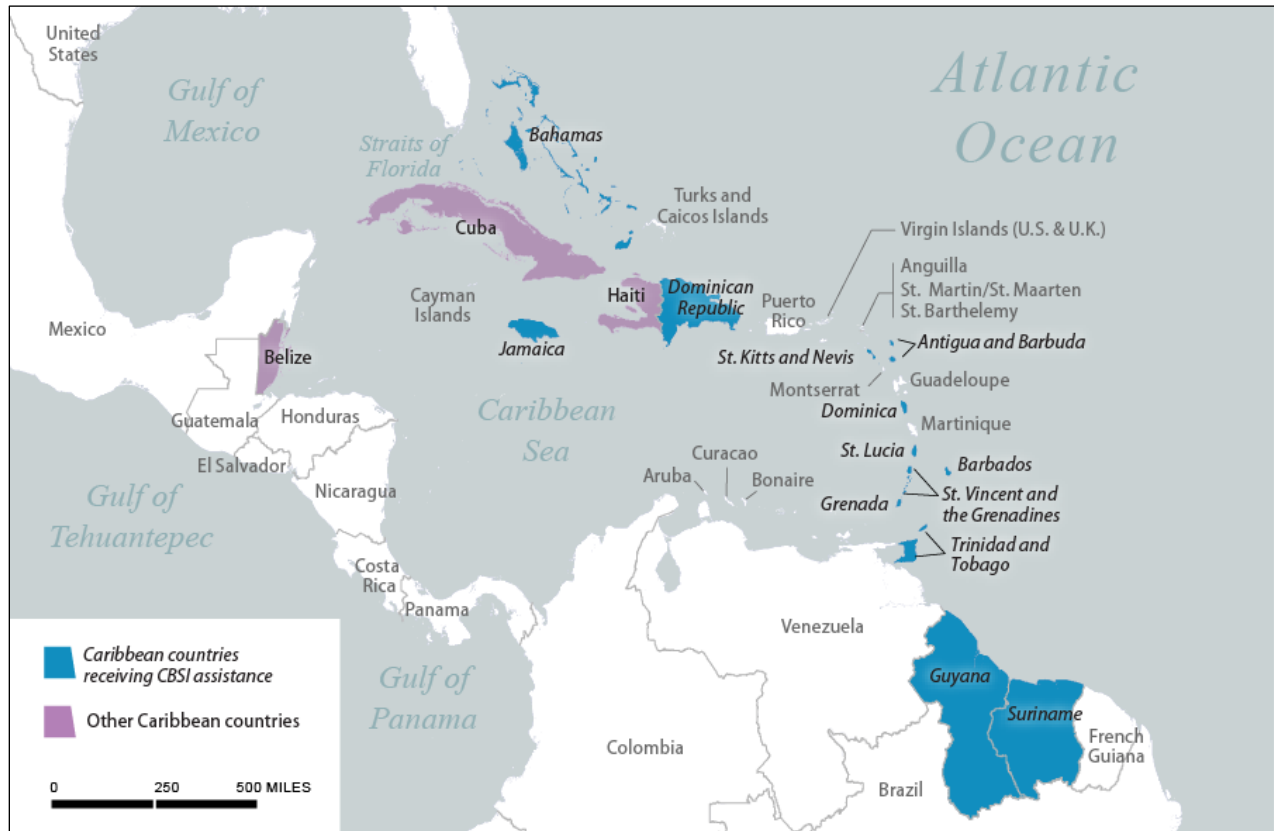 United
States
Gulf of
Mexico
Atlantic
Ocean
Straits of
Florida
Bahamas
Turks and
Caicos Islands
Cuba
Virgin Islands (U.S. & U.K.)
Anguilla
St. Martin/St. Maarten
St. Barthelemy
Cayman
Islands
Haiti
Dominican
Republic
Puerto
Rico
Mexico
Jamaica
Belize
St. Kitts and Nevis
Antigua and Barbuda
Montserrat
Guadeloupe
Dominica
Martinique
Guatemala
Honduras
Caribbean
Sea
El Salvador
St. Lucia
Barbados
Nicaragua
Aruba
Curacao
Bonaire
Grenada
St. Vincent and
the Grenadines
Gulf of
Tehuantepec
Trinidad and
Tobago
Costa
Rica
Panama
Venezuela
Gulf of
Panama
Guyana
Suriname
French
Guiana
Colombia
Brazil
Caribbean countries
receiving CBSI assistance
Other Caribbean countries
0 250 500 MILES